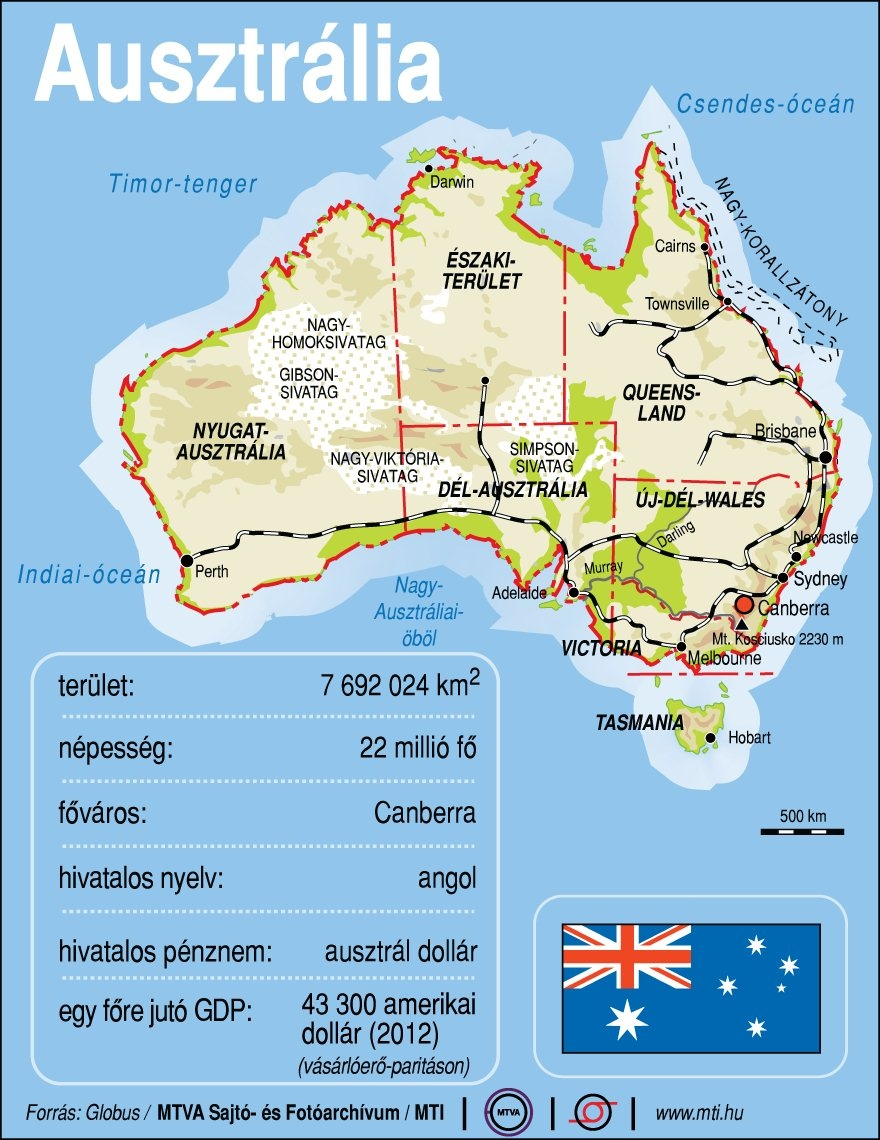 Ausztrália
Csendes-óceán
Timor-tenger
Darwin
NAGY-KORALLZÁTONY
Cairns
ÉSZAKI-
TERÜLET
Townsville
NAGY-
HOMOKSIVATAG
GIBSON-
SIVATAG
QUEENS-
LAND
NYUGAT-
AUSZTRÁLIA
Brisbane
NAGY-VIKTÓRIA-
SIVATAG
SIMPSON-
SIVATAG
DÉL-AUSZTRÁLIA
ÚJ-DÉL-WALES
Darling
Newcastle
Indiai-óceán
Perth
Murray
Sydney
Nagy-
Ausztráliai-
öböl
Adelaide
Canberra
Mt. Kosciusko 2230 m
VICTORIA
Melbourne
TASMANIA
Hobart
500 km
terület: 7 692 024 km²
népesség: 22 millió fő
főváros: Canberra
hivatalos nyelv: angol
hivatalos pénznem: ausztrál dollár
egy főre jutó GDP: 43 300 amerikai
dollár (2012)
(vásárlóerő-paritáson)
Forrás: Globus / MTVA Sajtó- és Fotóarchívum / MTI | MTVA | | www.mti.hu